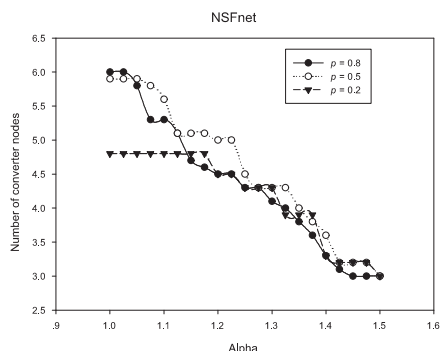 NSFnet
6.5
6.0
5.5
5.0
4.5
4.0
3.5
3.0
2.5
Number of converter nodes
p = 0.8
p = 0.5
p = 0.2
.9 1.0 1.1 1.2 1.3 1.4 1.5 1.6
Alpha